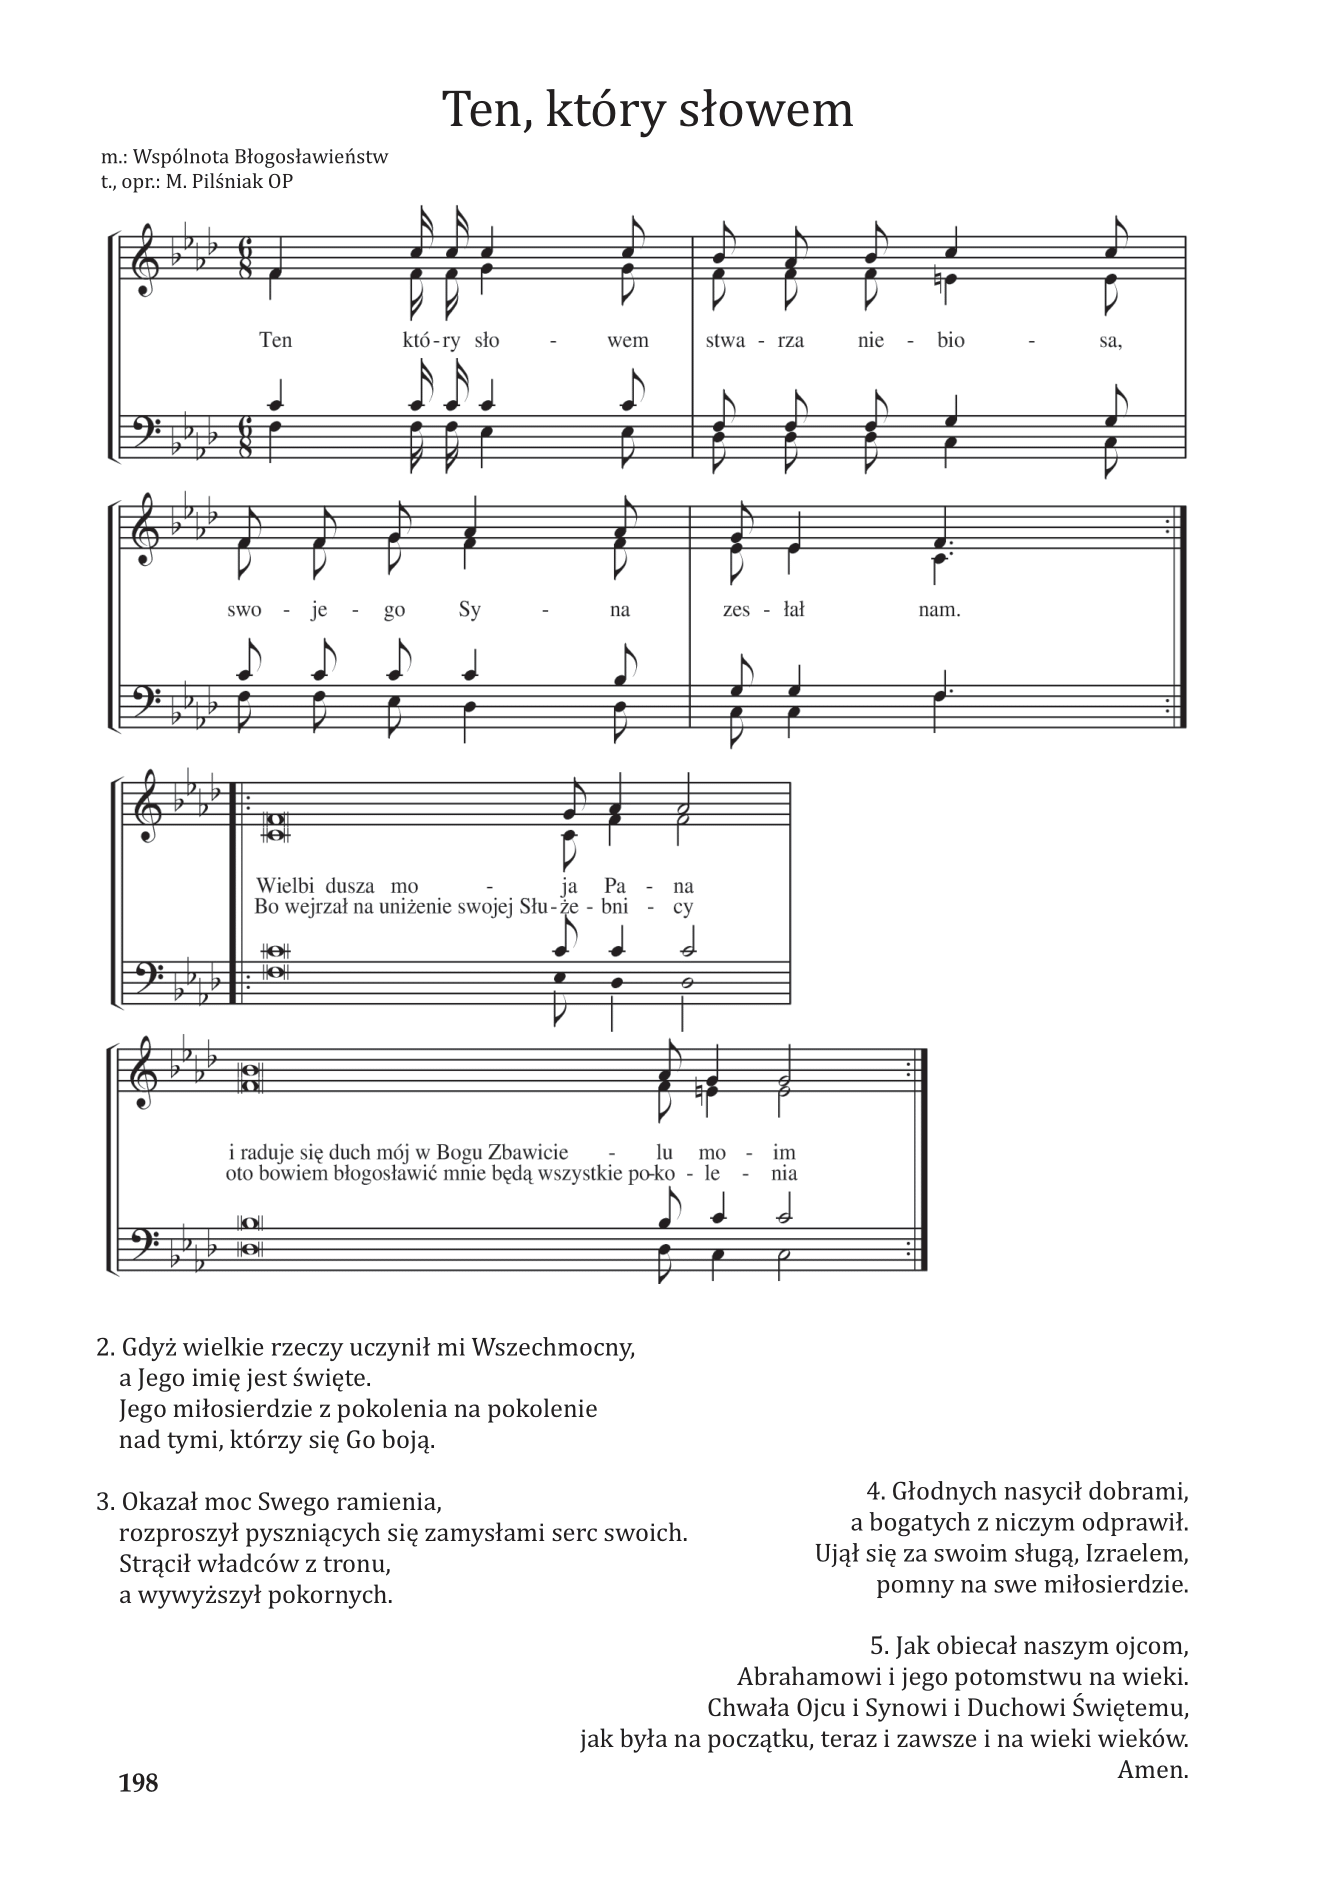 Ten, który słowem
m.: Wspólnota Błogosławieństw
t., opr.: M. Pilśniak OP
6 8
Ten któ - ry sło - wem stwa - rza nie - bio - sa,
6 8
swo - je - go Sy - na zes - łał nam.
Wielbi dusza mo - ja Pa - na
Bo wejrzał na uniżenie swojej Słu - że - bni - cy
i raduje się duch mój w Bogu Zbawicie - lu mo - im
oto bowiem błogosławić mnie będą wszystkie po-ko - le - nia
2. Gdyż wielkie rzeczy uczynił mi Wszechmocny,
a Jego imię jest święte.
Jego miłosierdzie z pokolenia na pokolenie
nad tymi, którzy się Go boją.
3. Okazał moc Swego ramienia,
rozproszył pyszniących się zamysłami serc swoich.
Strącił władców z tronu,
a wywyższył pokornych.
4. Głodnych nasycił dobrami,
a bogatych z niczym odprawił.
Ujął się za swoim sługą, Izraelem,
pomny na swe miłosierdzie.
5. Jak obiecał naszym ojcom,
Abrahamowi i jego potomstwu na wieki.
Chwała Ojcu i Synowi i Duchowi Świętemu,
jak była na początku, teraz i zawsze i na wieki wieków.
Amen.
198